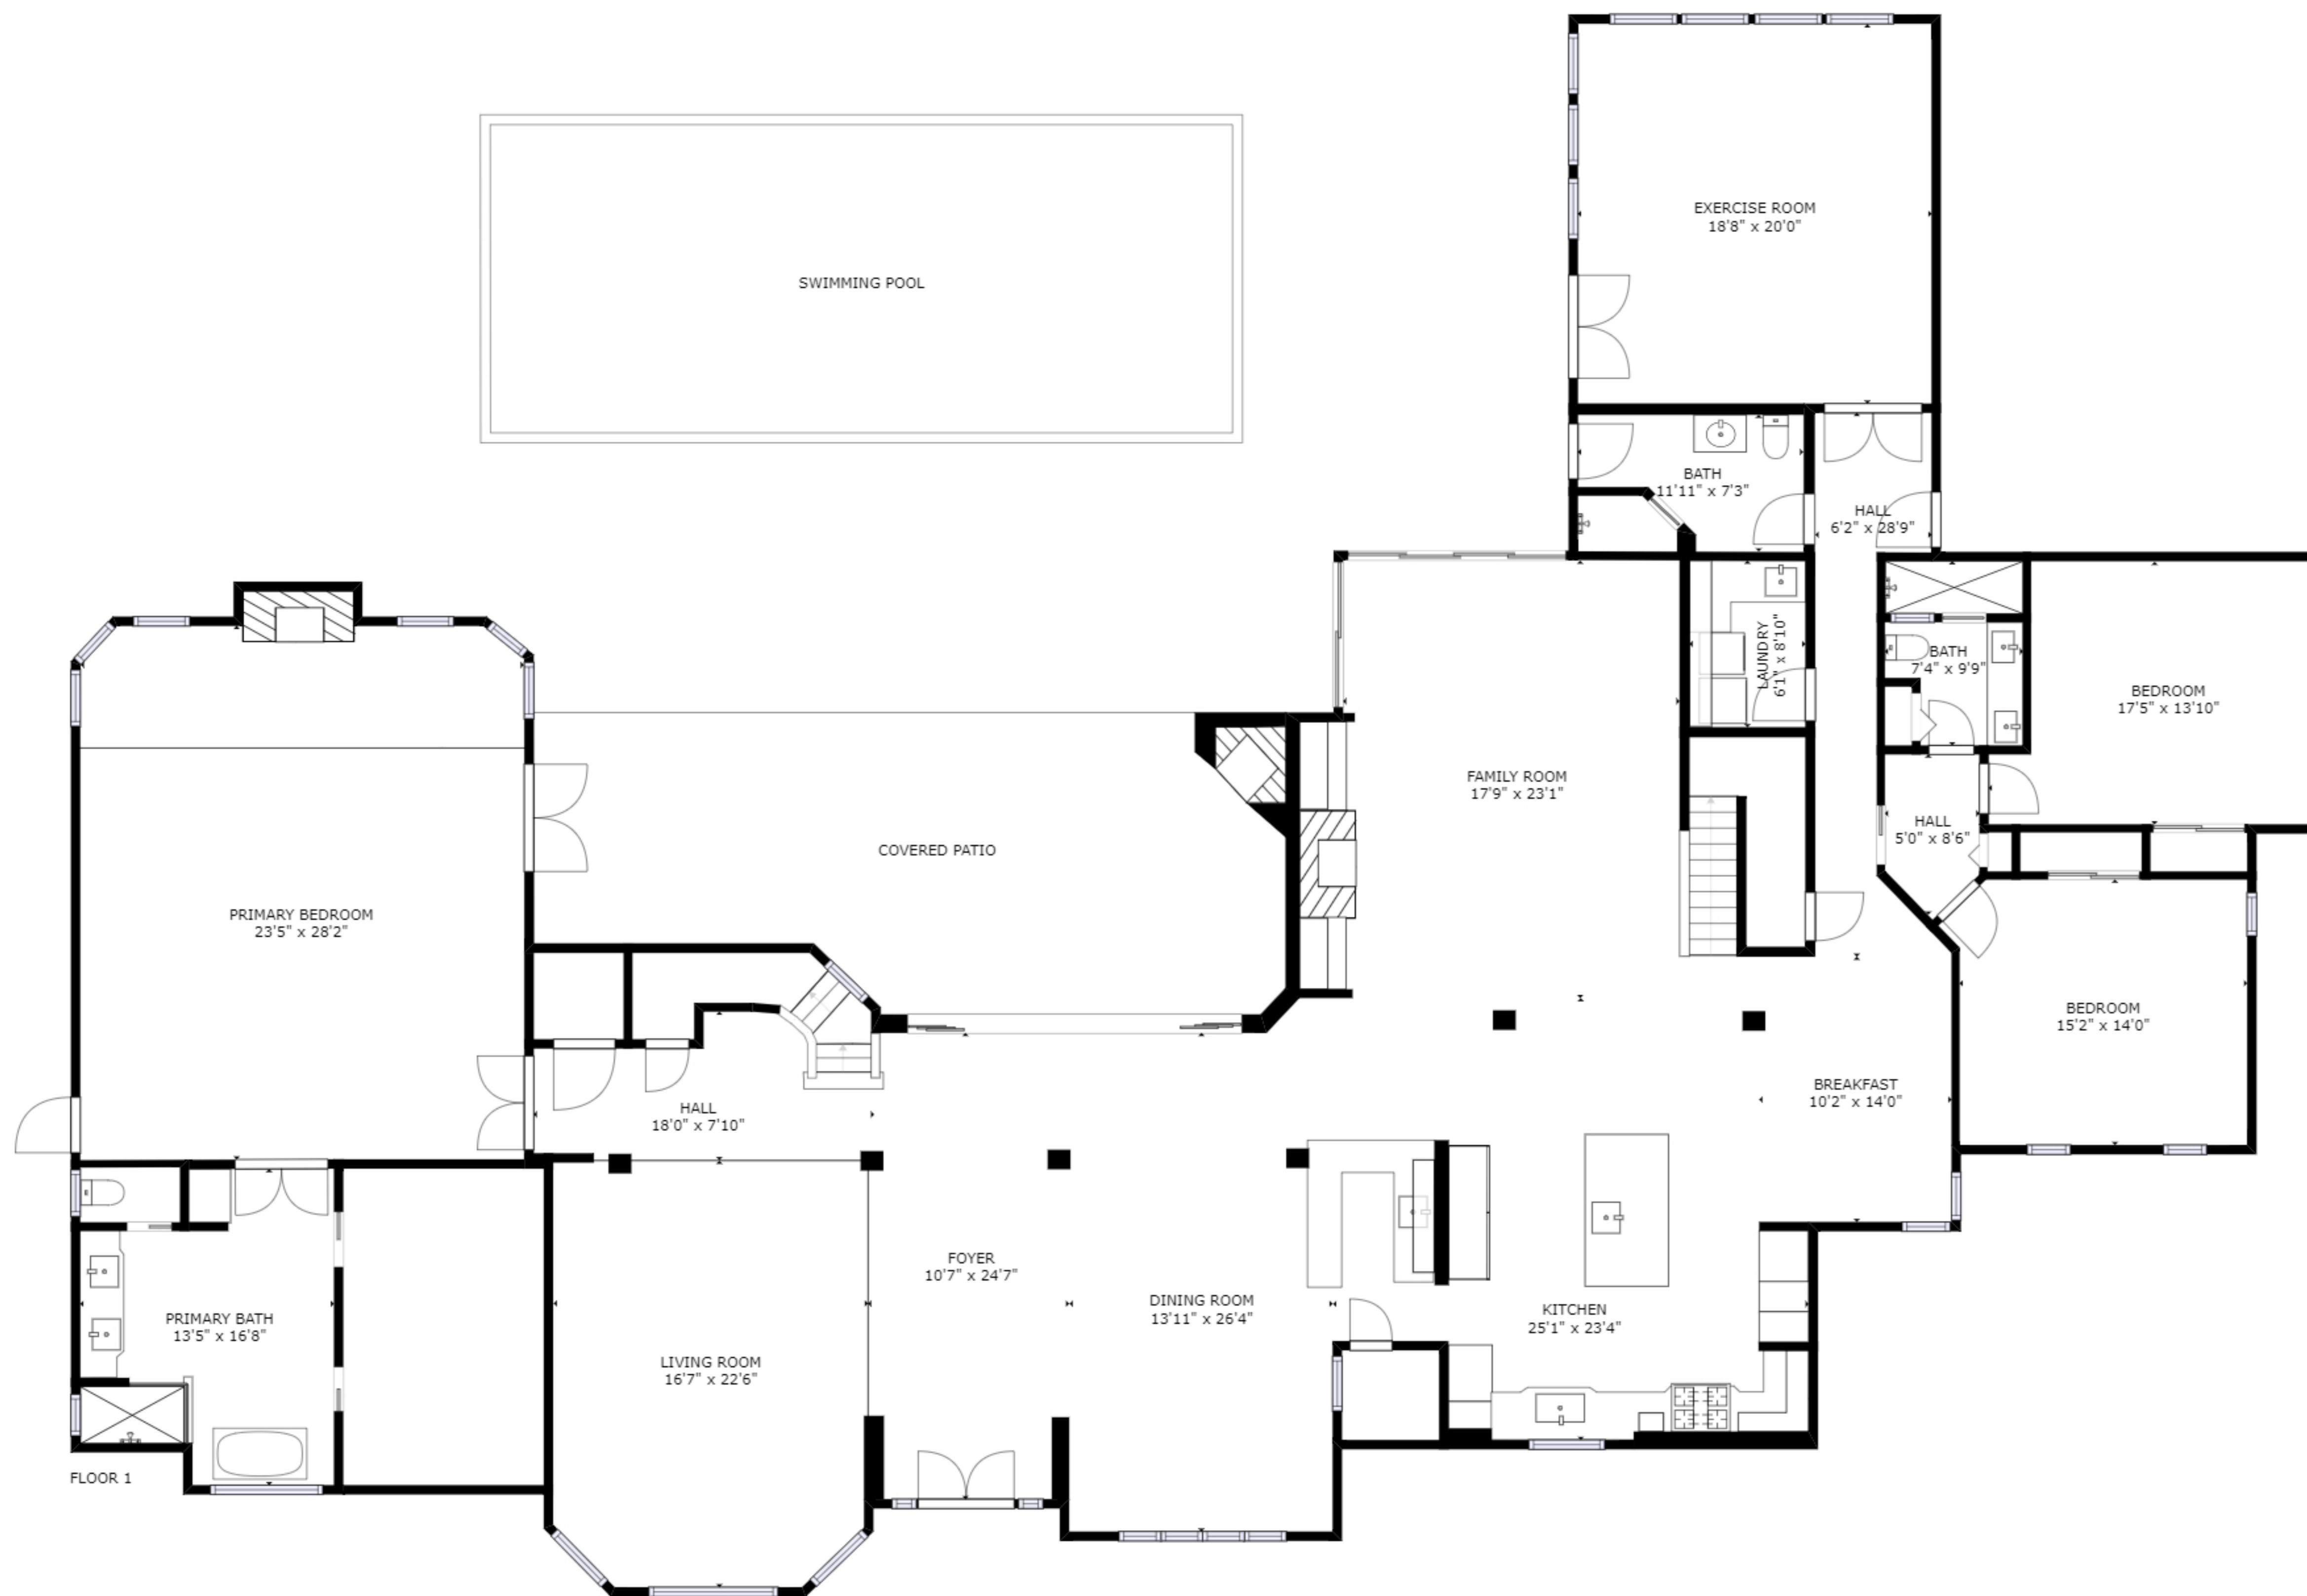 EXERCISE ROOM
18'8" x 20'0"
SWIMMING POOL
BATH
11'11" x 7'3"
HALL
6'2" x 28'9"
LAUNDRY
6'1" x 8'10"
BATH
7'4" x 9'9"
BEDROOM
17'5" x 13'10"
FAMILY ROOM
17'9" x 23'1"
HALL
5'0" x 8'6"
COVERED PATIO
PRIMARY BEDROOM
23'5" x 28'2"
BEDROOM
15'2" x 14'0"
BREAKFAST
10'2" x 14'0"
HALL
18'0" x 7'10"
FOYER
10'7" x 24'7"
DINING ROOM
13'11" x 26'4"
KITCHEN
25'1" x 23'4"
PRIMARY BATH
13'5" x 16'8"
LIVING ROOM
16'7" x 22'6"
FLOOR 1